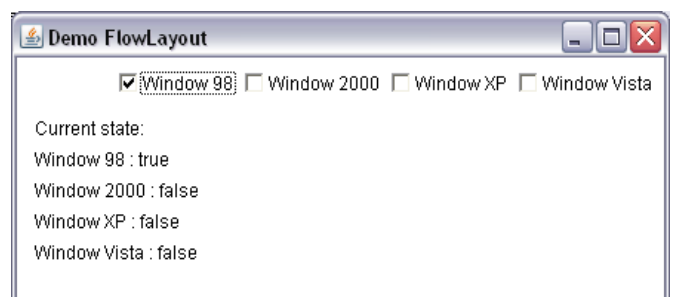 Demo FlowLayout
Window 98 Window 2000 Window XP Window Vista
Current state:
Window 98 : true
Window 2000 : false
Window XP : false
Window Vista : false